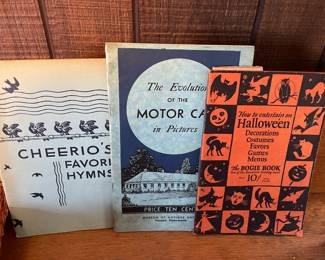 CHEERIO'S
FAVORI
HYMNS
The Evolution
OF THE
MOTOR CA
in Pictures
PRICE TEN CENT
How to entertain on
Halloween
Decorations
Costumes
Favors
Games
Menus
The BOGIE BOOK
10¢